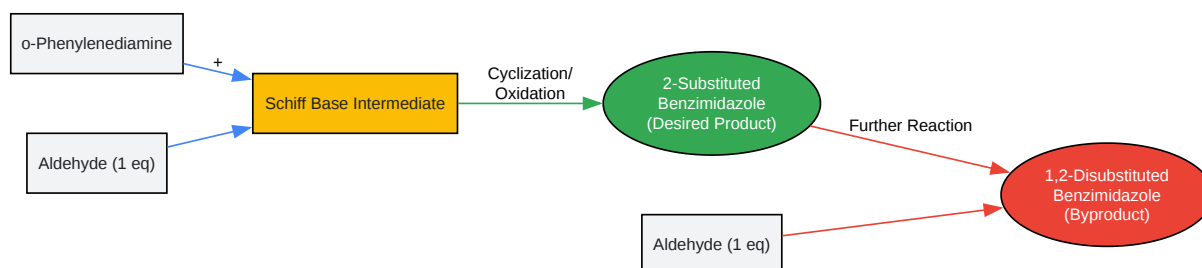 o-Phenylenediamine
+
Aldehyde (1 eq)
Schiff Base Intermediate
Cyclization/
Oxidation
2-Substituted
Benzimidazole
(Desired Product)
Further Reaction
Aldehyde (1 eq)
1,2-Disubstituted
Benzimidazole
(Byproduct)